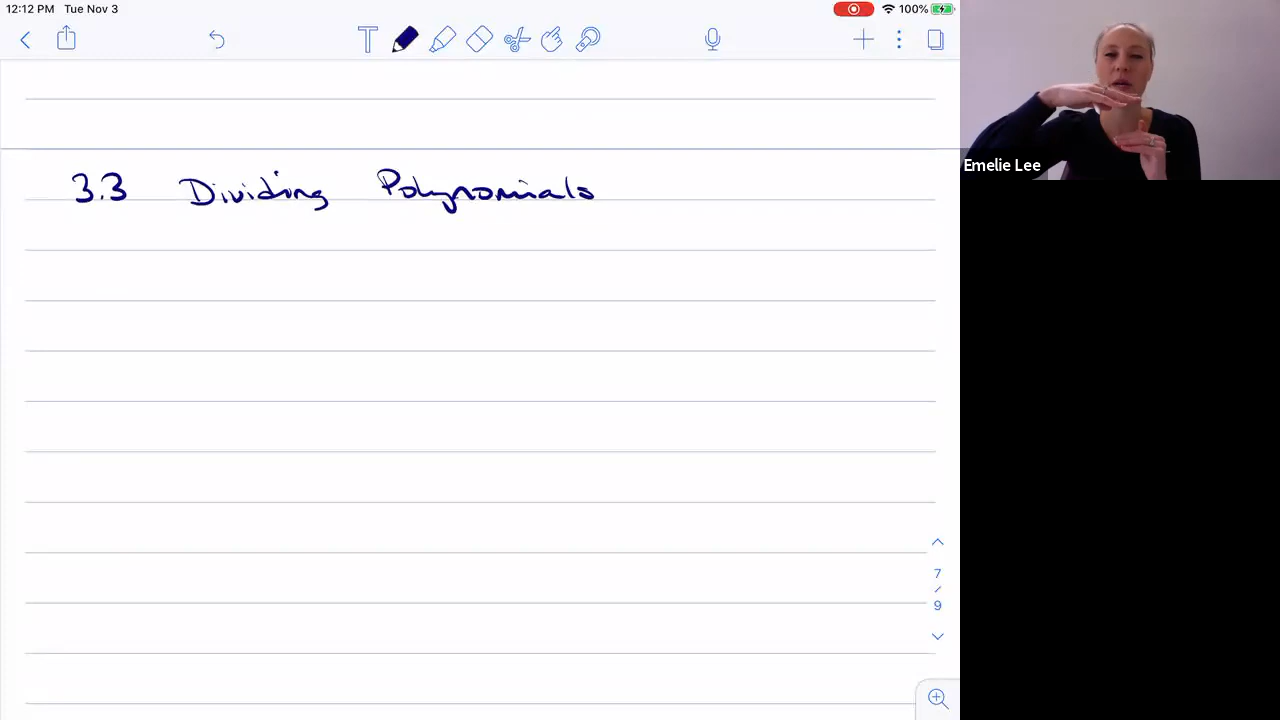 12:12 PM Tue Nov 3
100%
T
Emelie Lee
3.3 Dividing Polynomials
7
/
9